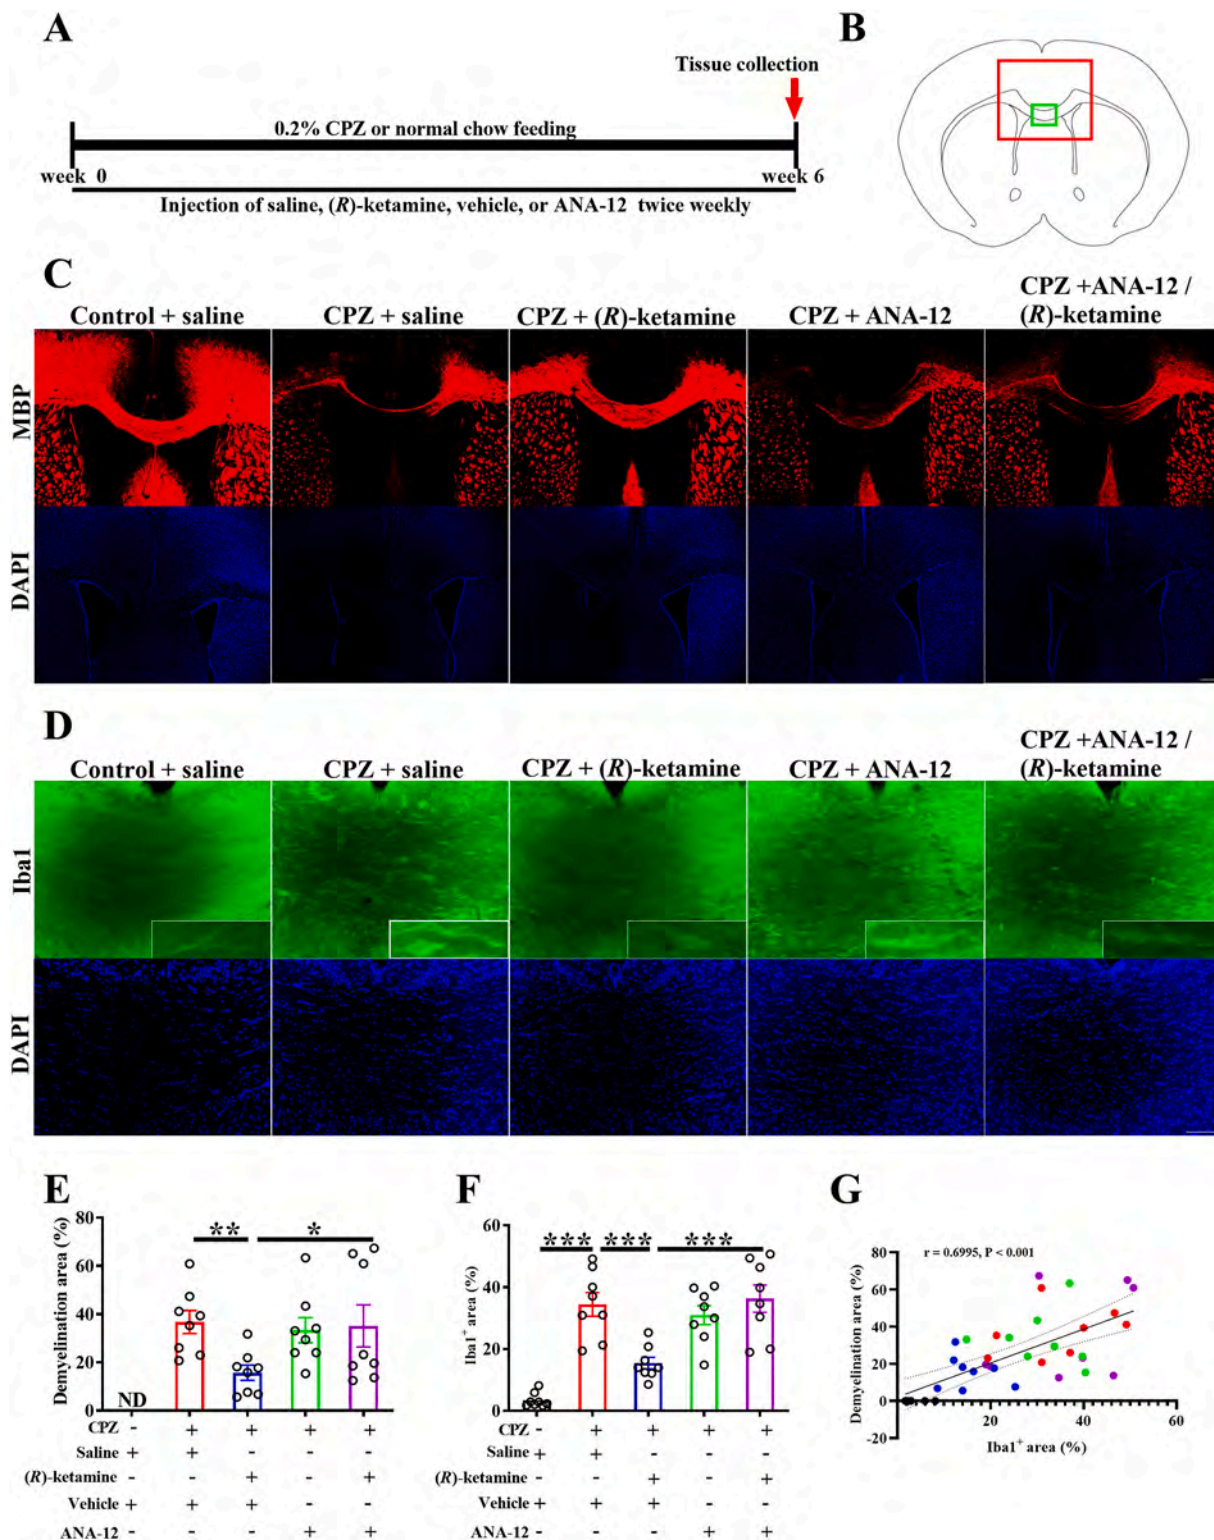 A
B
Tissue collection
0.2% CPZ or normal chow feeding
week 0
week 6
Injection of saline, (R)-ketamine, vehicle, or ANA-12 twice weekly
C
Control + saline
CPZ + saline
CPZ + (R)-ketamine
CPZ + ANA-12
CPZ +ANA-12 /
(R)-ketamine
MBP
DAPI
D
Control + saline
CPZ + saline
CPZ + (R)-ketamine
CPZ + ANA-12
CPZ +ANA-12 /
(R)-ketamine
Iba1
DAPI
E
Demyelination area (%)
80
60
40
20
0
ND
** *
CPZ - + + + +
Saline + + - - -
(R)-ketamine - - + - +
Vehicle + + + - -
ANA-12 - - - + +
F
Iba1+ area (%)
60
40
20
0
*** *** ***
CPZ - + + + +
Saline + + - - -
(R)-ketamine - - + - +
Vehicle + + + - -
ANA-12 - - - + +
G
r = 0.6995, P < 0.001
Demyelination area (%)
80
60
40
20
0
-20
20 40 60
Iba1+ area (%)